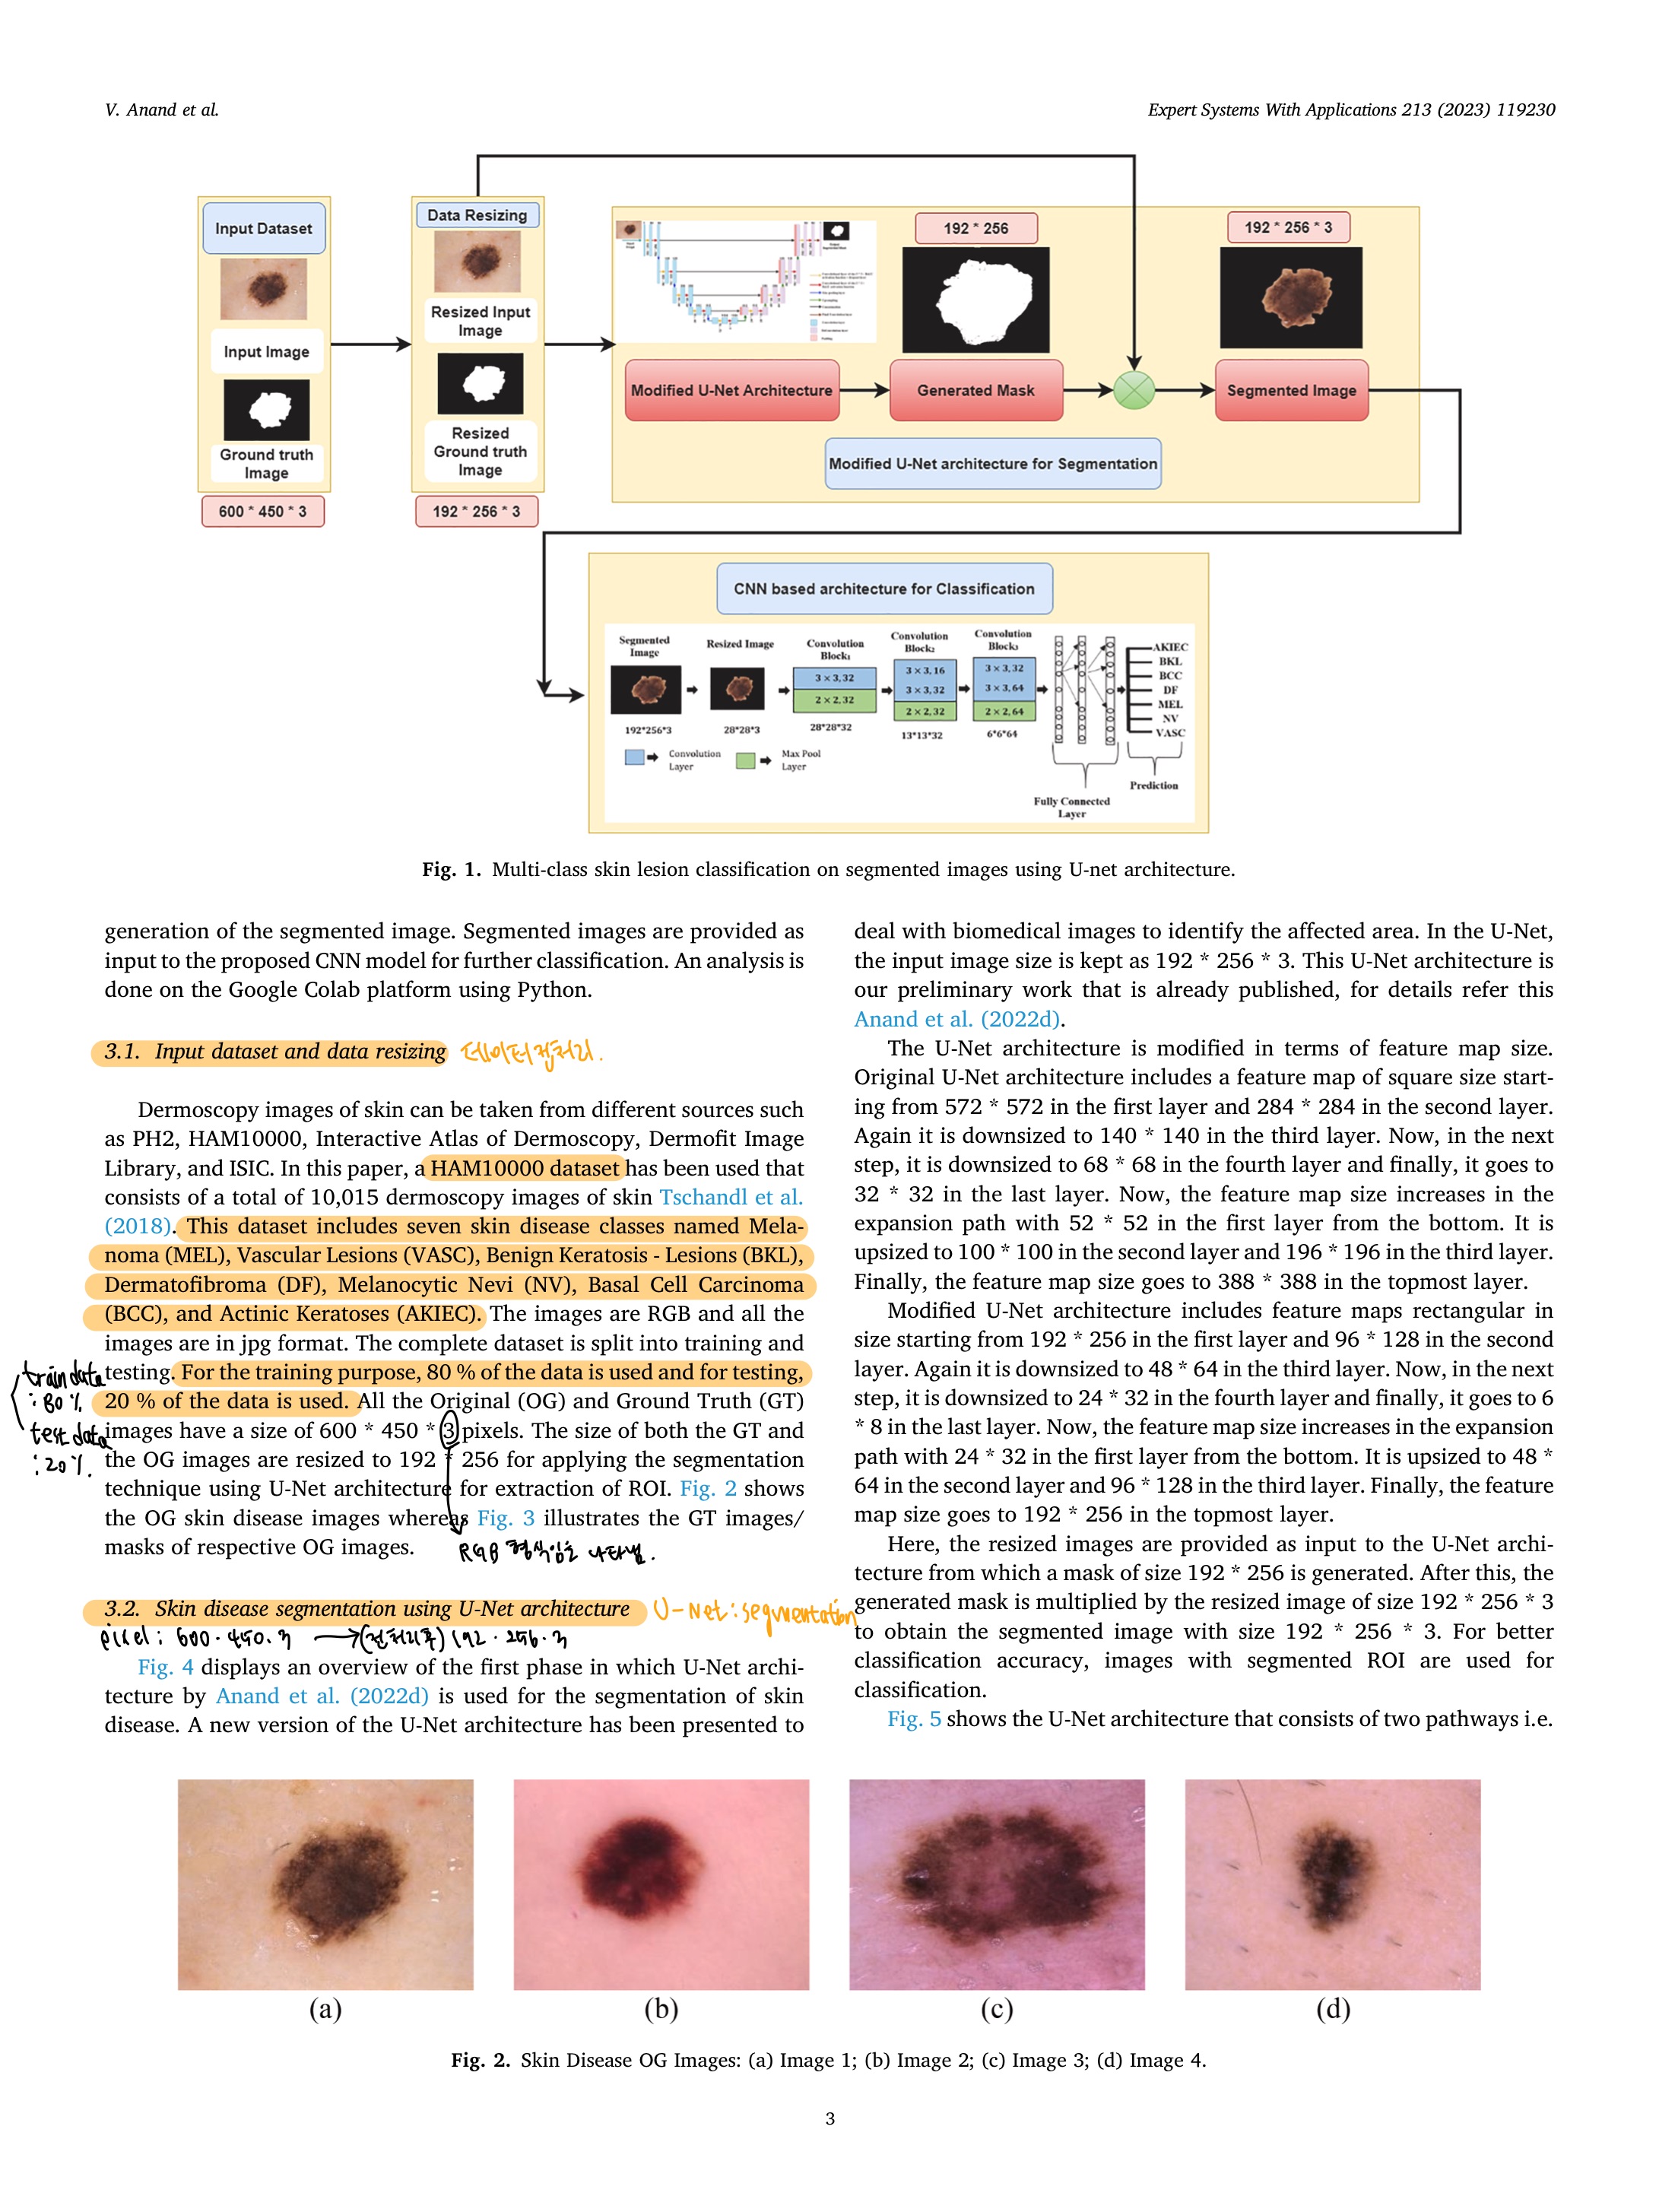 V. Anand et al.
Expert Systems With Applications 213 (2023) 119230
Input Dataset
Input Image
Ground truth
Image
600 * 450 * 3
Data Resizing
Resized Input
Image
Resized
Ground truth
Image
192 * 256 * 3
Modified U-Net Architecture
192 * 256
Generated Mask
192 * 256 * 3
Segmented Image
Modified U-Net architecture for Segmentation
CNN based architecture for Classification
Segmented
Image
192*256*3
Resized Image
28*28*3
Convolution
Block₁
3 × 3, 32
2 × 2, 32
28*28*32
Convolution
Block₂
3 × 3, 16
3 × 3, 32
2 × 2, 32
13*13*32
Convolution
Block₃
3 × 3, 32
3 × 3, 64
2 × 2, 64
6*6*64
AKIEC
BKL
BCC
DF
MEL
NV
VASC
Convolution
Layer
Max Pool
Layer
Fully Connected
Layer
Prediction
Fig. 1. Multi-class skin lesion classification on segmented images using U-net architecture.
generation of the segmented image. Segmented images are provided as
input to the proposed CNN model for further classification. An analysis is
done on the Google Colab platform using Python.
3.1. Input dataset and data resizing 데이터전처리.
Dermoscopy images of skin can be taken from different sources such
as PH2, HAM10000, Interactive Atlas of Dermoscopy, Dermofit Image
Library, and ISIC. In this paper, a HAM10000 dataset has been used that
consists of a total of 10,015 dermoscopy images of skin Tschandl et al.
(2018). This dataset includes seven skin disease classes named Mela-
noma (MEL), Vascular Lesions (VASC), Benign Keratosis - Lesions (BKL),
Dermatofibroma (DF), Melanocytic Nevi (NV), Basal Cell Carcinoma
(BCC), and Actinic Keratoses (AKIEC). The images are RGB and all the
images are in jpg format. The complete dataset is split into training and
testing. For the training purpose, 80 % of the data is used and for testing,
20 % of the data is used. All the Original (OG) and Ground Truth (GT)
images have a size of 600 * 450 * 3 pixels. The size of both the GT and
the OG images are resized to 192 * 256 for applying the segmentation
technique using U-Net architecture for extraction of ROI. Fig. 2 shows
the OG skin disease images whereas Fig. 3 illustrates the GT images/
masks of respective OG images.
train data
: 80 %
test data
: 20 %.
RGB 형식임을 나타냄.
3.2. Skin disease segmentation using U-Net architecture U-Net : segmentation
pixel : 600 · 450 · 3 → (전처리후) 192 · 256 · 3
Fig. 4 displays an overview of the first phase in which U-Net archi-
tecture by Anand et al. (2022d) is used for the segmentation of skin
disease. A new version of the U-Net architecture has been presented to
deal with biomedical images to identify the affected area. In the U-Net,
the input image size is kept as 192 * 256 * 3. This U-Net architecture is
our preliminary work that is already published, for details refer this
Anand et al. (2022d).
The U-Net architecture is modified in terms of feature map size.
Original U-Net architecture includes a feature map of square size start-
ing from 572 * 572 in the first layer and 284 * 284 in the second layer.
Again it is downsized to 140 * 140 in the third layer. Now, in the next
step, it is downsized to 68 * 68 in the fourth layer and finally, it goes to
32 * 32 in the last layer. Now, the feature map size increases in the
expansion path with 52 * 52 in the first layer from the bottom. It is
upsized to 100 * 100 in the second layer and 196 * 196 in the third layer.
Finally, the feature map size goes to 388 * 388 in the topmost layer.
Modified U-Net architecture includes feature maps rectangular in
size starting from 192 * 256 in the first layer and 96 * 128 in the second
layer. Again it is downsized to 48 * 64 in the third layer. Now, in the next
step, it is downsized to 24 * 32 in the fourth layer and finally, it goes to 6
* 8 in the last layer. Now, the feature map size increases in the expansion
path with 24 * 32 in the first layer from the bottom. It is upsized to 48 *
64 in the second layer and 96 * 128 in the third layer. Finally, the feature
map size goes to 192 * 256 in the topmost layer.
Here, the resized images are provided as input to the U-Net archi-
tecture from which a mask of size 192 * 256 is generated. After this, the
generated mask is multiplied by the resized image of size 192 * 256 * 3
to obtain the segmented image with size 192 * 256 * 3. For better
classification accuracy, images with segmented ROI are used for
classification.
Fig. 5 shows the U-Net architecture that consists of two pathways i.e.
(a)
(b)
(c)
(d)
Fig. 2. Skin Disease OG Images: (a) Image 1; (b) Image 2; (c) Image 3; (d) Image 4.
3